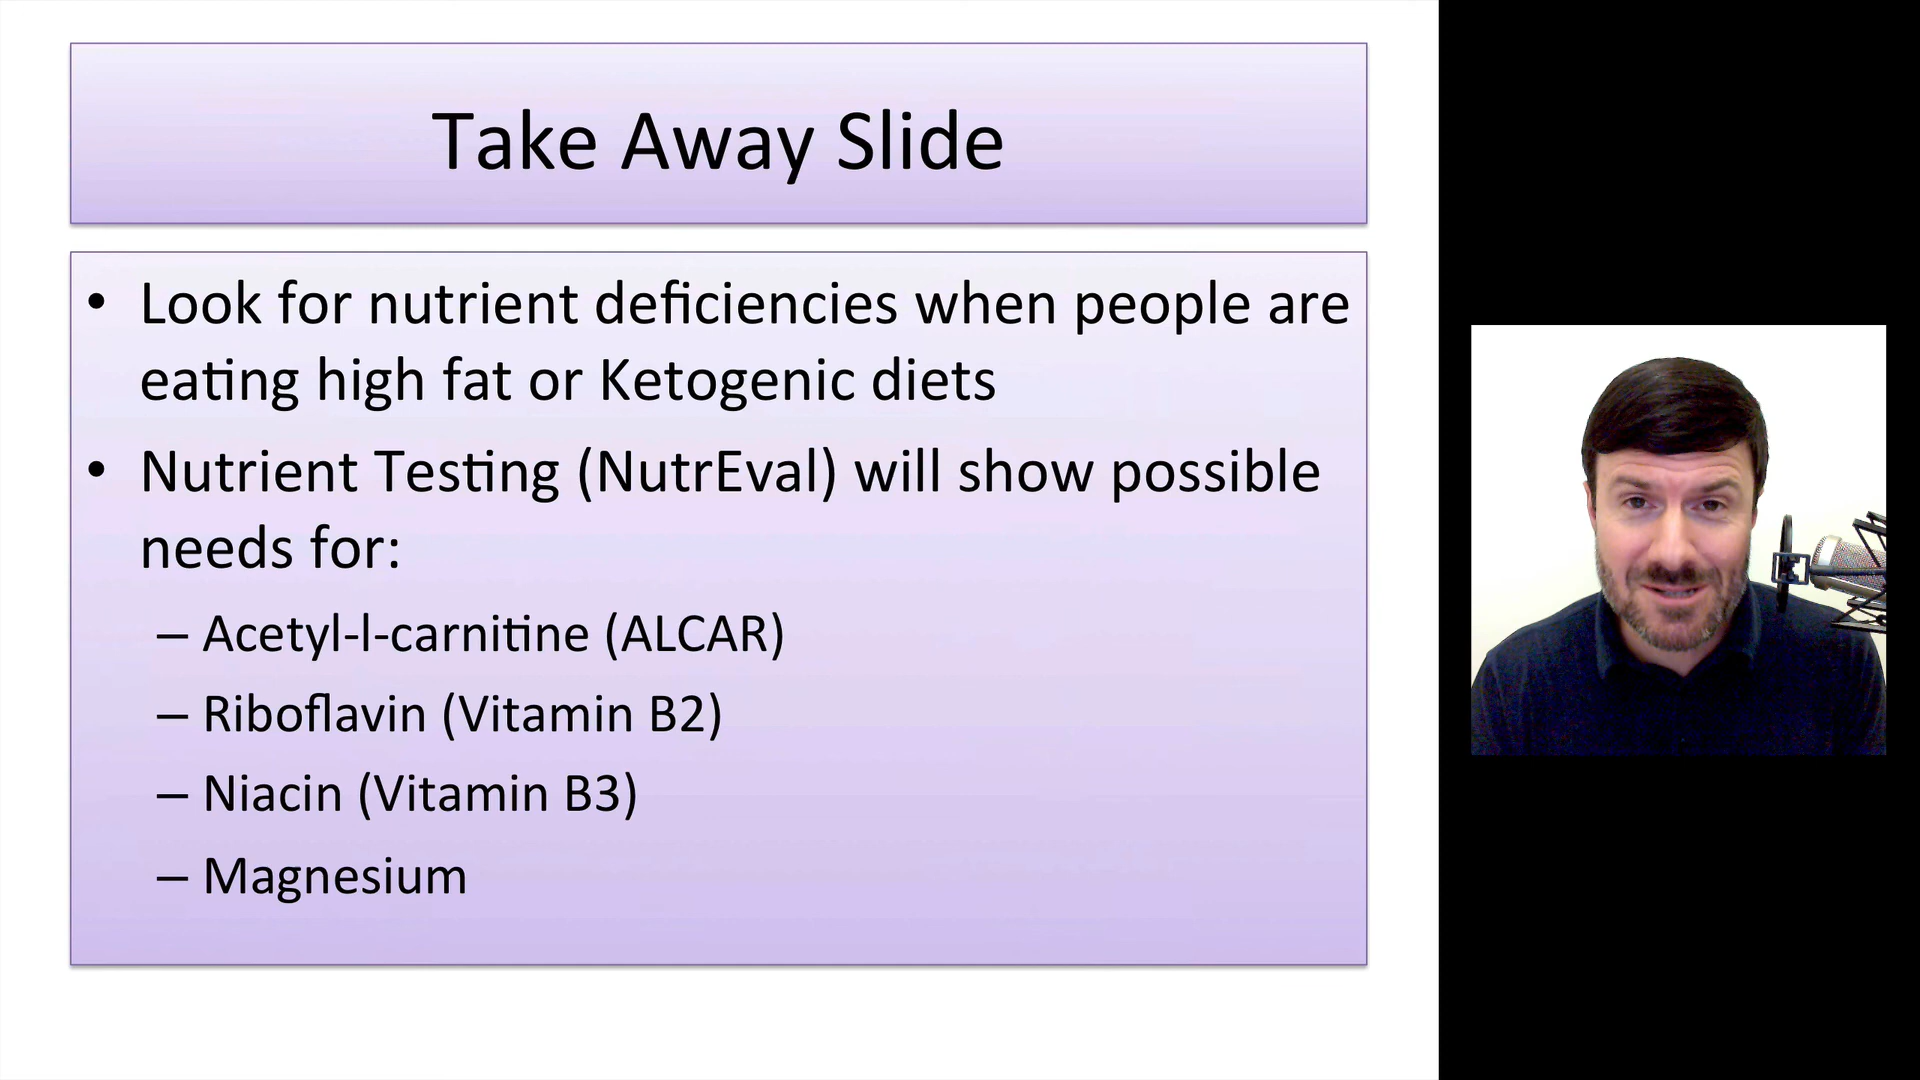 Take Away Slide
• Look for nutrient deficiencies when people are
eating high fat or Ketogenic diets
• Nutrient Testing (NutrEval) will show possible
needs for:
– Acetyl-l-carnitine (ALCAR)
– Riboflavin (Vitamin B2)
– Niacin (Vitamin B3)
– Magnesium